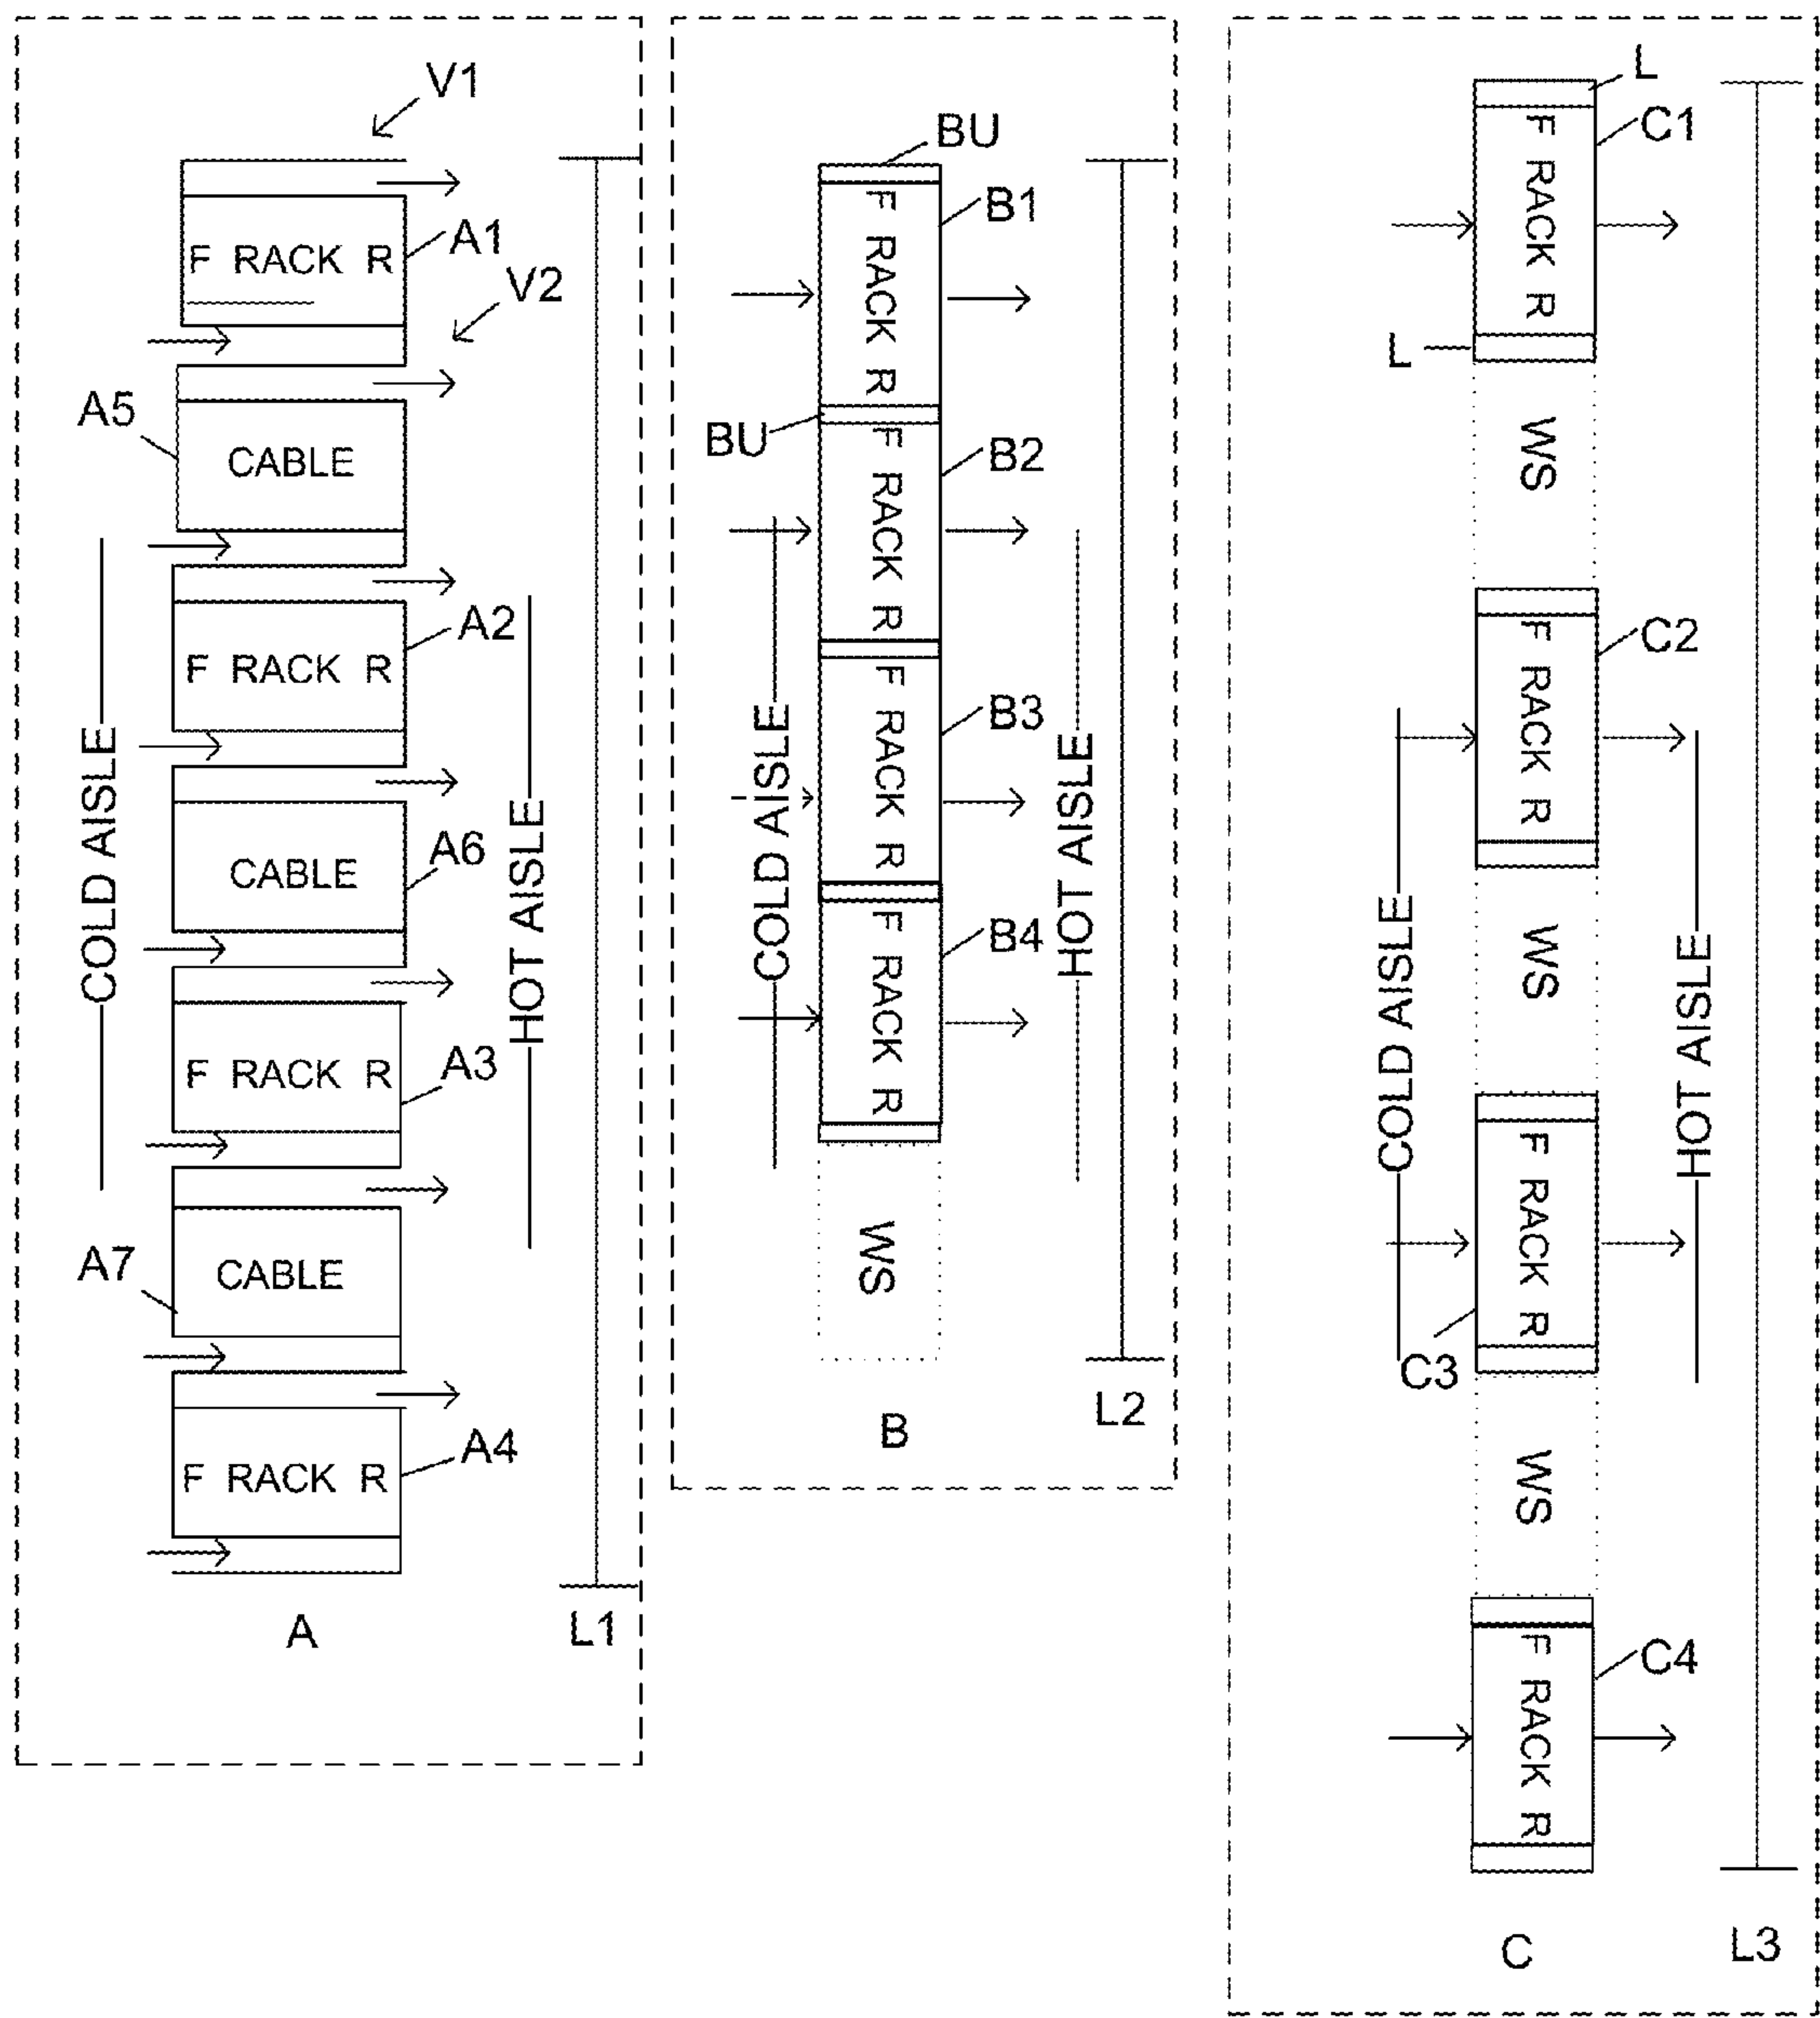 V1
F RACK R
A1
V2
A5
CABLE
F RACK R
A2
COLD AISLE
HOT AISLE
CABLE
A6
F RACK R
A3
A7
CABLE
F RACK R
A4
A
L1
BU
F RACK R
B1
BU
F RACK R
B2
F RACK R
B3
COLD AISLE
HOT AISLE
F RACK R
B4
WS
B
L2
L
F RACK R
C1
L
WS
F RACK R
C2
COLD AISLE
HOT AISLE
WS
F RACK R
C3
WS
F RACK R
C4
C
L3